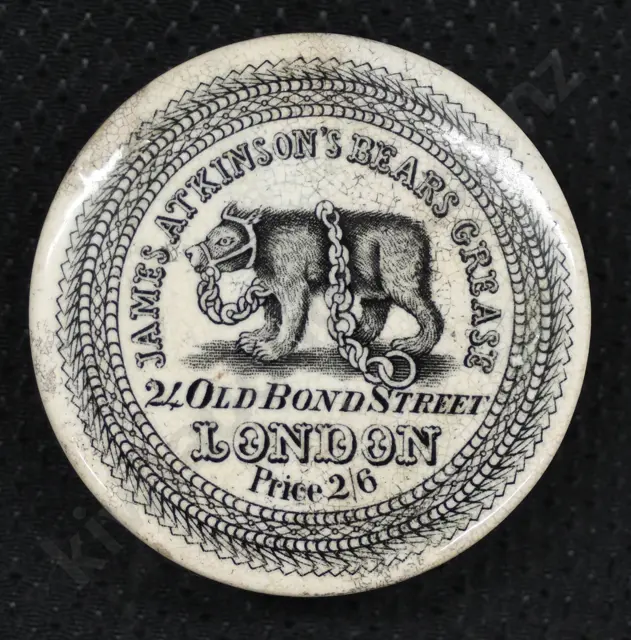 JAMES ATKINSON'S BEARS GREASE
24 OLD BOND STREET
LONDON
Price 2/6